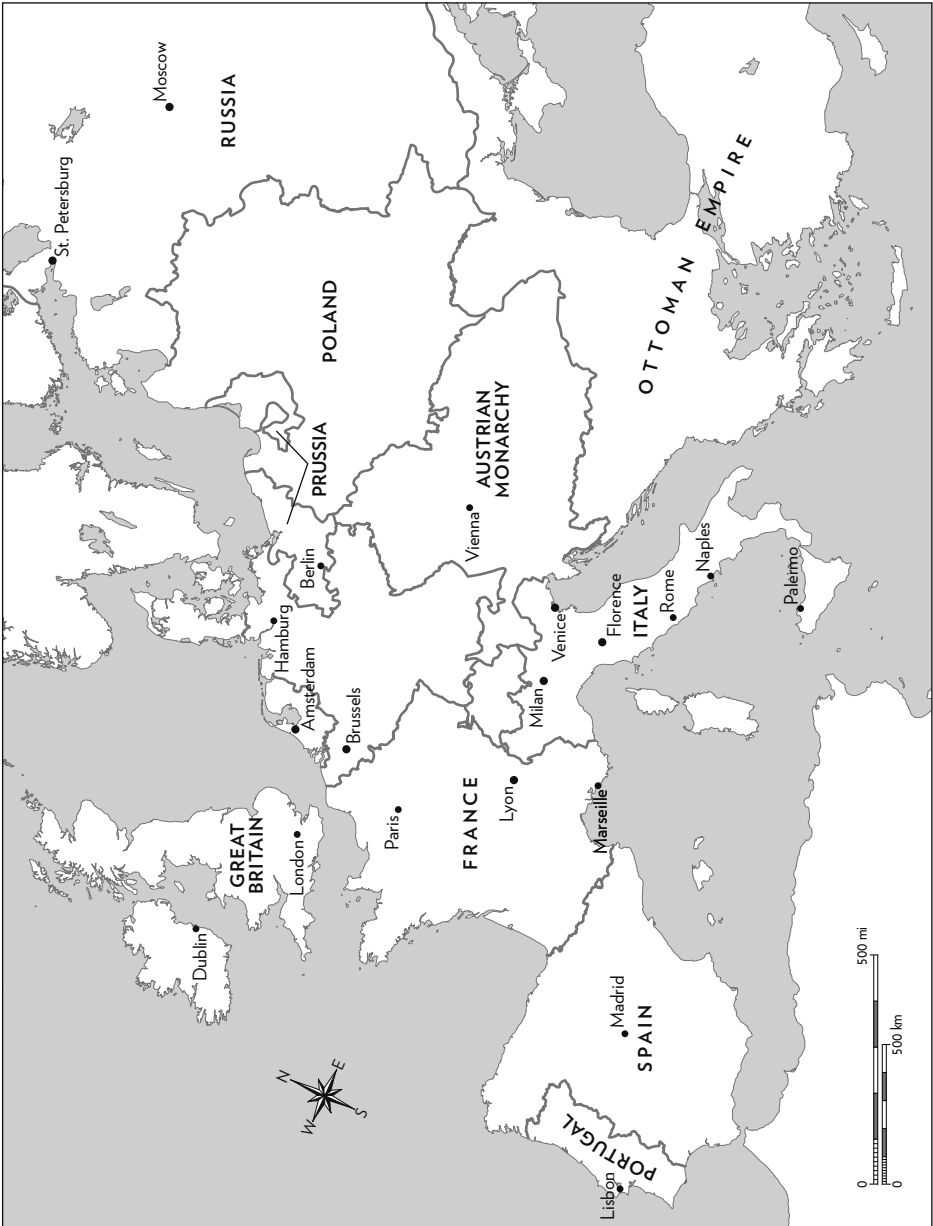 St. Petersburg
Moscow
RUSSIA
POLAND
PRUSSIA
Berlin
Hamburg
Amsterdam
Brussels
GREAT
BRITAIN
London
Dublin
Paris
FRANCE
Lyon
Marseille
AUSTRIAN
MONARCHY
Vienna
Venice
Milan
Florence
ITALY
Rome
Naples
Palermo
OTTOMAN EMPIRE
Madrid
SPAIN
PORTUGAL
Lisbon
N
E
S
W
0
500 mi
0
500 km